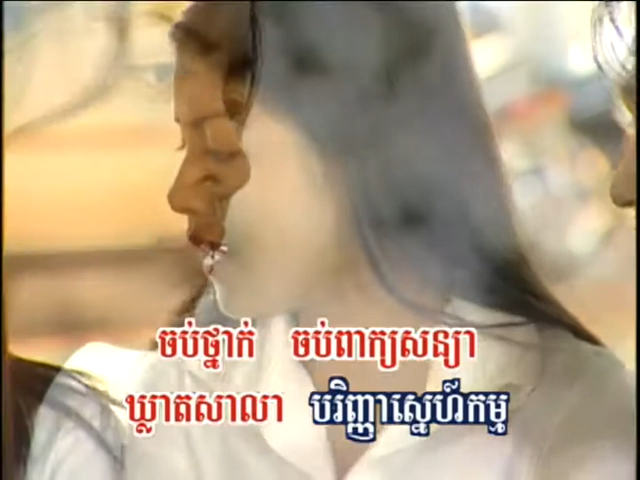 ចប់ថ្នាក់ ចប់ពាក្យសន្យា
ឃ្លាតសាលា បរិញ្ញាស្នេហ៍កម្ម